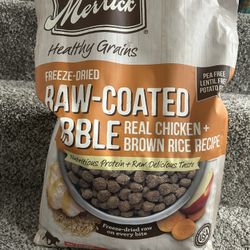 Merrick
Healthy Grains
FREEZE-DRIED
RAW-COATED
BBLE
REAL CHICKEN +
BROWN RICE RECIPE
PEA FREE
LENTIL FREE
POTATO FREE
Nutritious Protein + Raw Delicious Taste
Freeze-dried raw
on every bite
USA